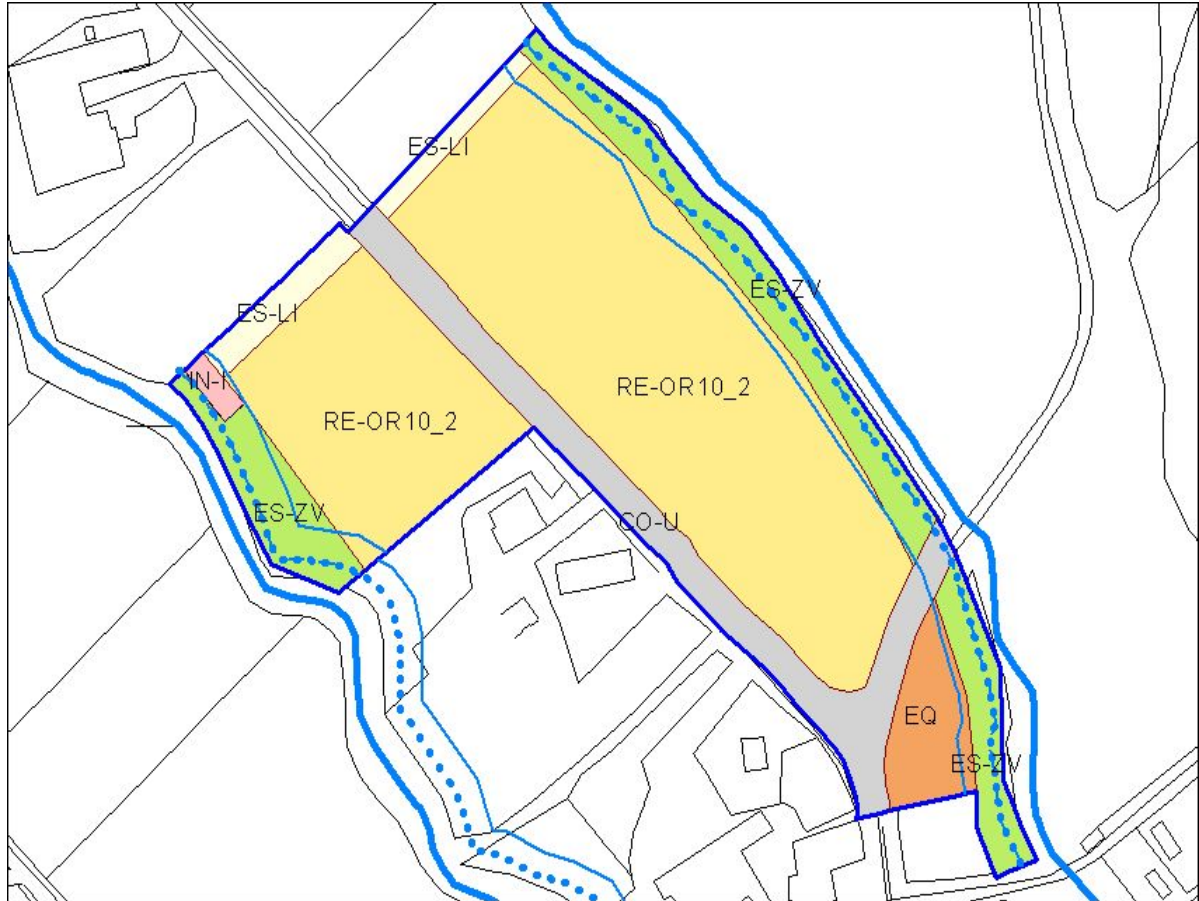 ES-LI
ES-ZV
ES-LI
IN-I
RE-OR10_2
RE-OR10_2
ES-ZV
CO-U
EQ
ES-ZV